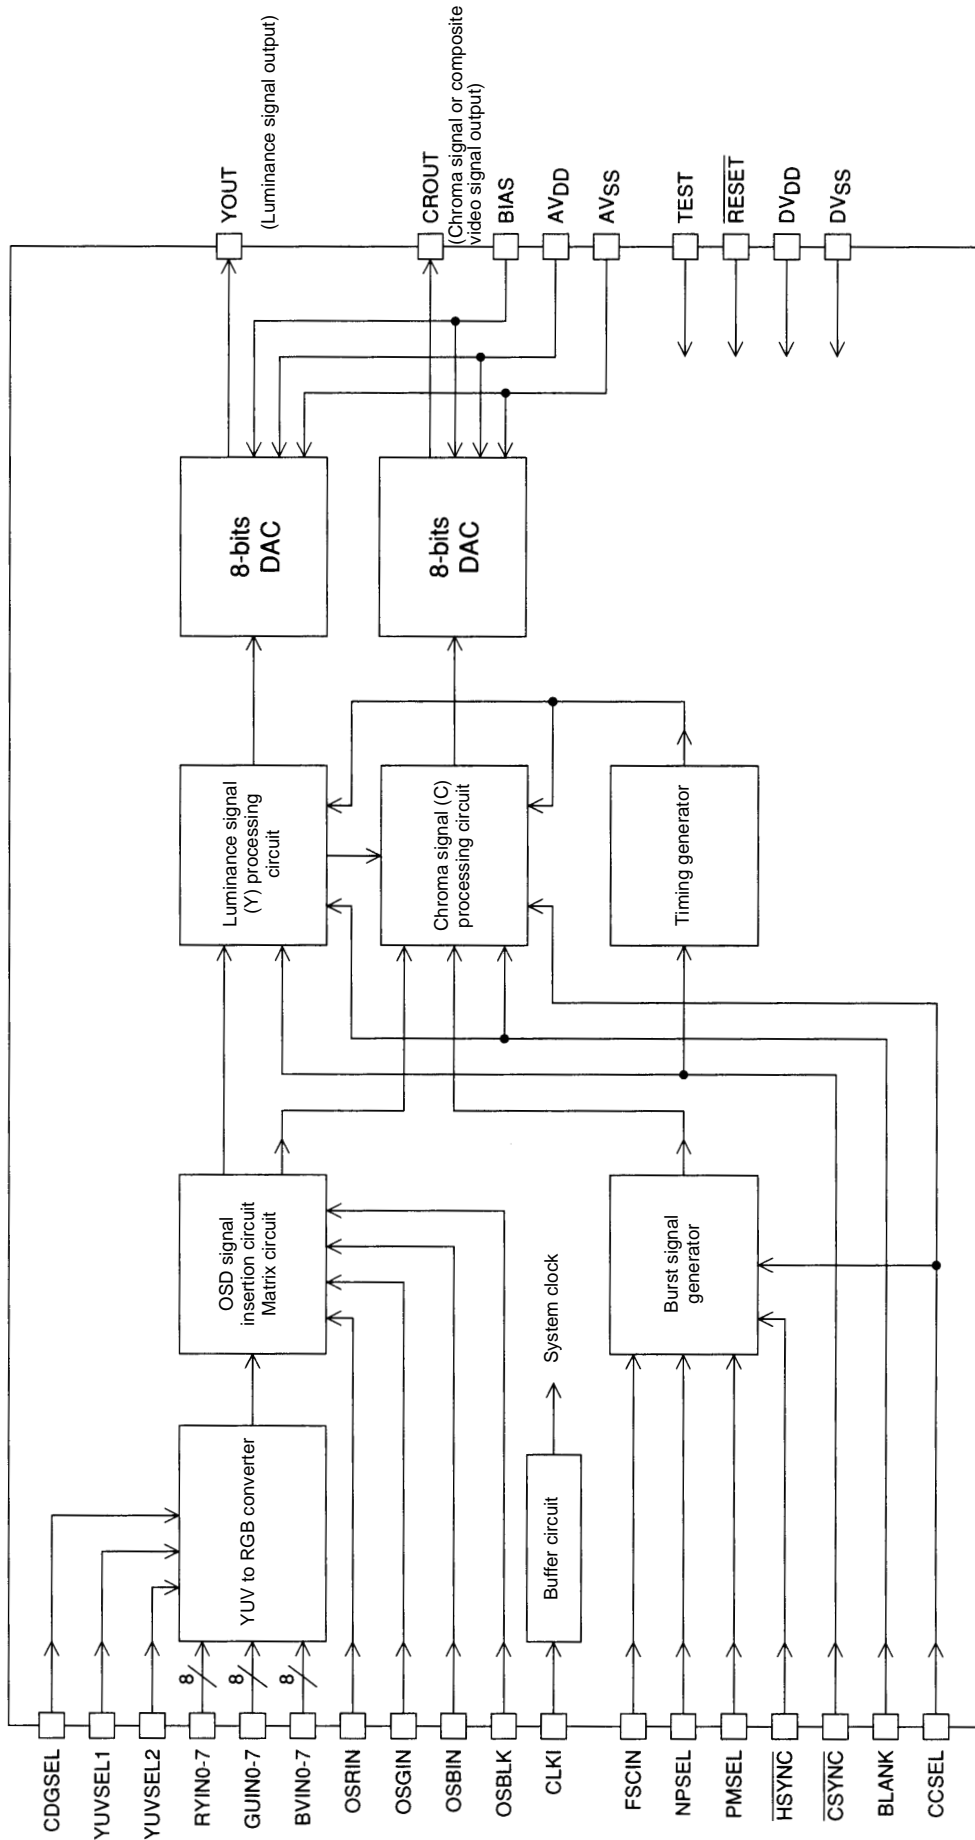 YOUT
(Luminance signal output)
CROUT
(Chroma signal or composite
video signal output)
BIAS
AVDD
AVSS
TEST
RESET
DVDD
DVSS
8-bits
DAC
8-bits
DAC
Luminance signal
(Y) processing
circuit
Chroma signal (C)
processing circuit
Timing generator
OSD signal
insertion circuit
Matrix circuit
System clock
Burst signal
generator
YUV to RGB converter
Buffer circuit
8
8
8
CDGSEL
YUVSEL1
YUVSEL2
RYIN0-7
GUIN0-7
BVIN0-7
OSRIN
OSGIN
OSBIN
OSBLK
CLKI
FSCIN
NPSEL
PMSEL
HSYNC
CSYNC
BLANK
CCSEL